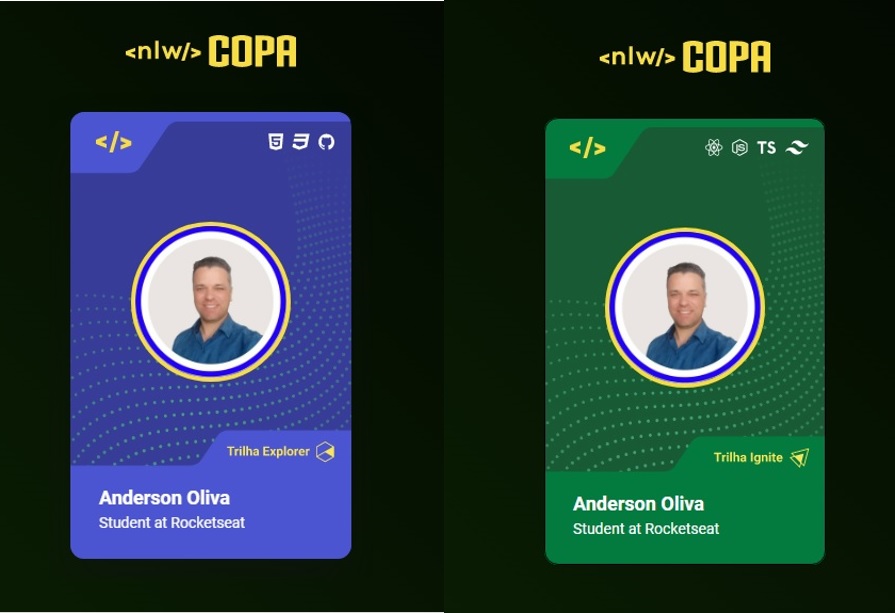 <nlw/> COPA
</>
Trilha Explorer
Anderson Oliva
Student at Rocketseat
<nlw/> COPA
</>
JS TS
Trilha Ignite
Anderson Oliva
Student at Rocketseat